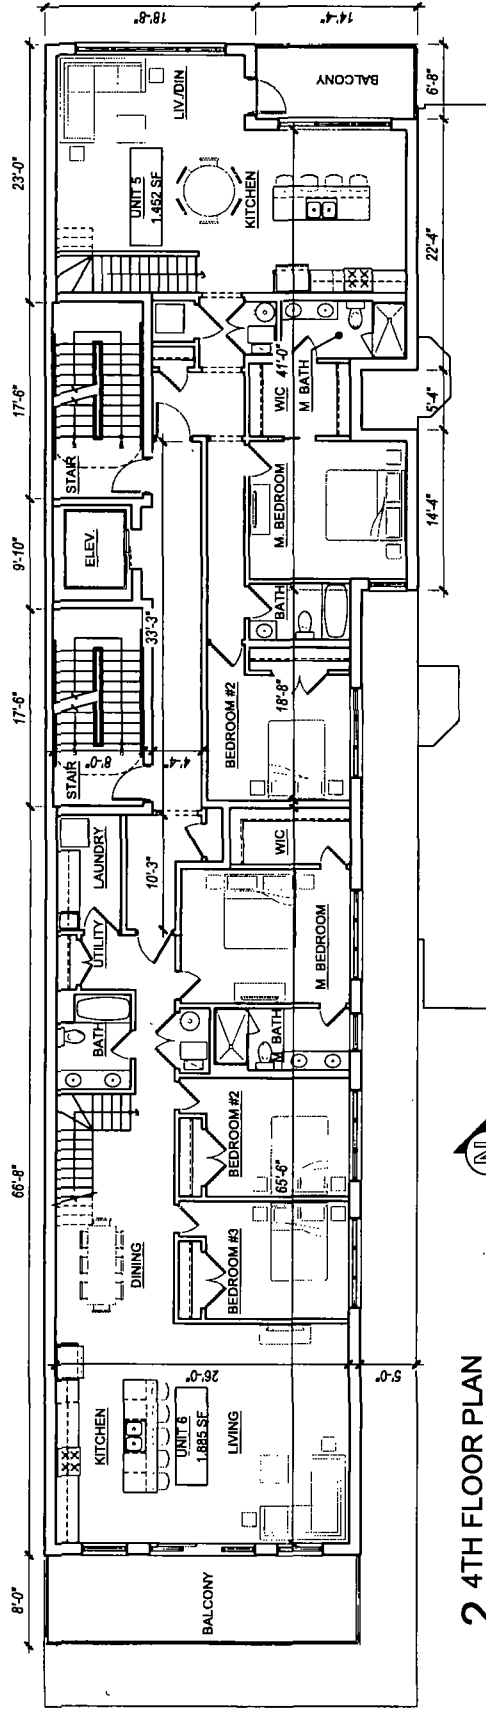 8'-0"
66'-8"
17'-6"
9'-10"
17'-6"
23'-0"
18'-8"
14'-4"
BALCONY
KITCHEN
UNIT 6
1,885 SF
LIVING
DINING
BATH
UTILITY
LAUNDRY
10'-3"
BEDROOM #3
BEDROOM #2
65'-6"
M. BATH
M. BEDROOM
WIC
26'-0"
5'-0"
STAIR
8'-0"
4'-4"
33'-3"
ELEV.
STAIR
BEDROOM #2
18'-8"
BATH
M. BEDROOM
WIC
41'-0"
M. BATH
UNIT 5
1,452 SF
LIV./DIN
KITCHEN
BALCONY
6'-8"
22'-4"
5'-4"
14'-4"
2 4TH FLOOR PLAN
N